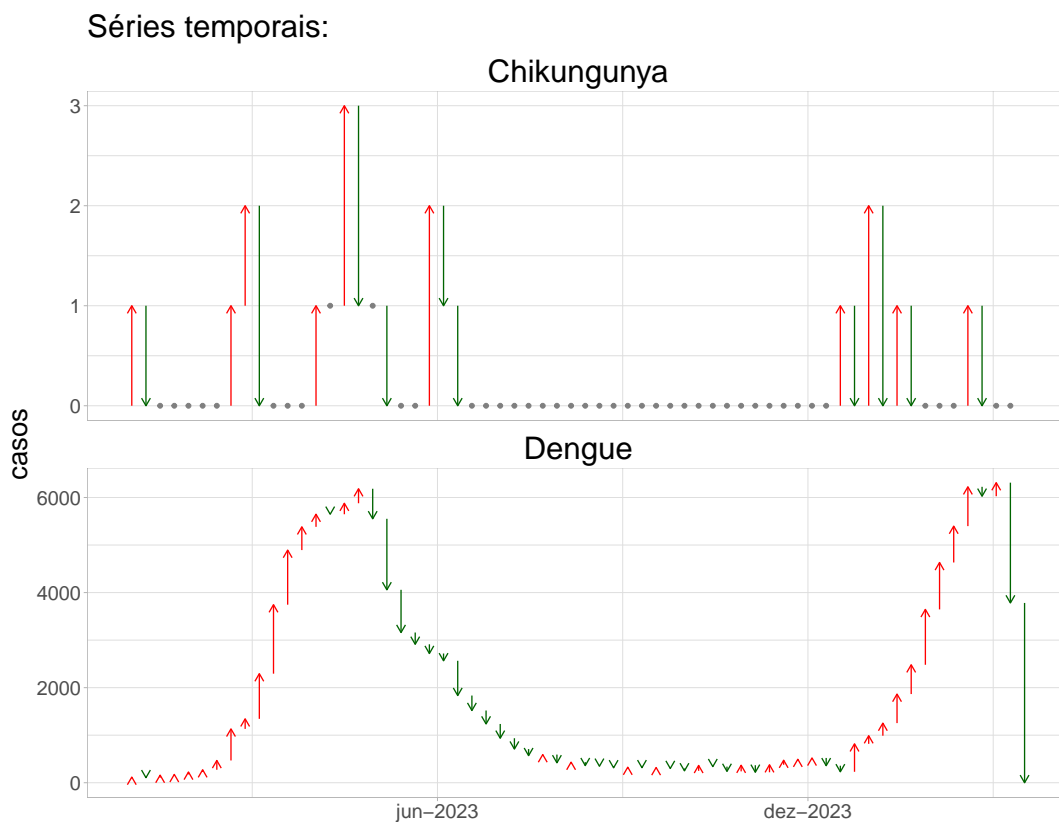 Séries temporais:
Chikungunya
3
2
1
0
casos
Dengue
6000
4000
2000
0
jun−2023
dez−2023